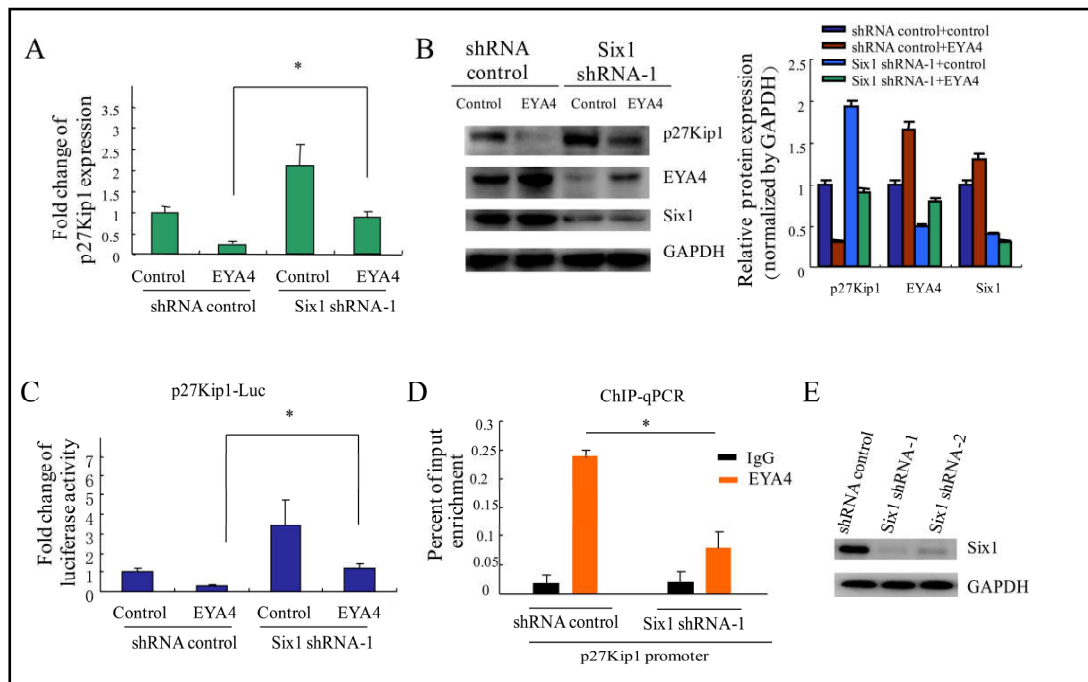 A
Fold change of
p27Kip1 expression
3.5
3
2.5
2
1.5
1
0.5
0
*
Control EYA4 Control EYA4
shRNA control Six1 shRNA-1
B
shRNA control Six1 shRNA-1
Control EYA4 Control EYA4
p27Kip1
EYA4
Six1
GAPDH
shRNA control+control
shRNA control+EYA4
Six1 shRNA-1+control
Six1 shRNA-1+EYA4
Relative protein expression
(normalized by GAPDH)
2.5
2
1.5
1
0.5
0
p27Kip1 EYA4 Six1
C
p27Kip1-Luc
Fold change of
luciferase activity
7
6
5
4
3
2
1
0
*
Control EYA4 Control EYA4
shRNA control Six1 shRNA-1
D
ChIP-qPCR
Percent of input
enrichment
0.3
0.25
0.2
0.15
0.1
0.05
0
*
IgG
EYA4
shRNA control Six1 shRNA-1
p27Kip1 promoter
E
shRNA control
Six1 shRNA-1
Six1 shRNA-2
Six1
GAPDH